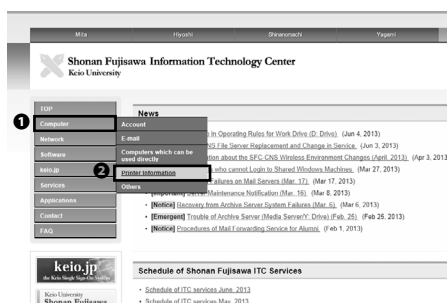 Mita Hiyoshi Shinanomachi Yagami
Shonan Fujisawa Information Technology Center
Keio University
TOP
❶ Computer
Network
Software
keio.jp
Services
Applications
Contact
FAQ
Account
E-mail
Computers which can be
used directly
❷ Printer Information
Others
News
in Operating Rules for Work Drive (D: Drive) (Jun 4, 2013)
NS File Server Replacement and Change in Service (Jun 3, 2013)
tion about the SFC-CNS Wireless Environment Changes (April, 2013) (Apr 3, 2013
who cannot Login to Shared Windows Machines (Mar 27, 2013)
Failures on Mail Servers (Mar. 17) (Mar 17, 2013)
Server Maintenance Notification (Mar. 16) (Mar 8, 2013)
• [Notice] Recovery from Archive Server System Failures (Mar. 6) (Mar 6, 2013)
• [Emergent] Trouble of Archive Server (Media Server/Y: Drive) (Feb. 26) (Feb 26, 2013)
• [Notice] Procedures of Mail Forwarding Service for Alumni (Feb 1, 2013)
keio.jp
the Keio Single Sign-On System
Keio University
Shonan Fujisawa
Schedule of Shonan Fujisawa ITC Services
• Schedule of ITC services June, 2013
• Schedule of ITC services May, 2013